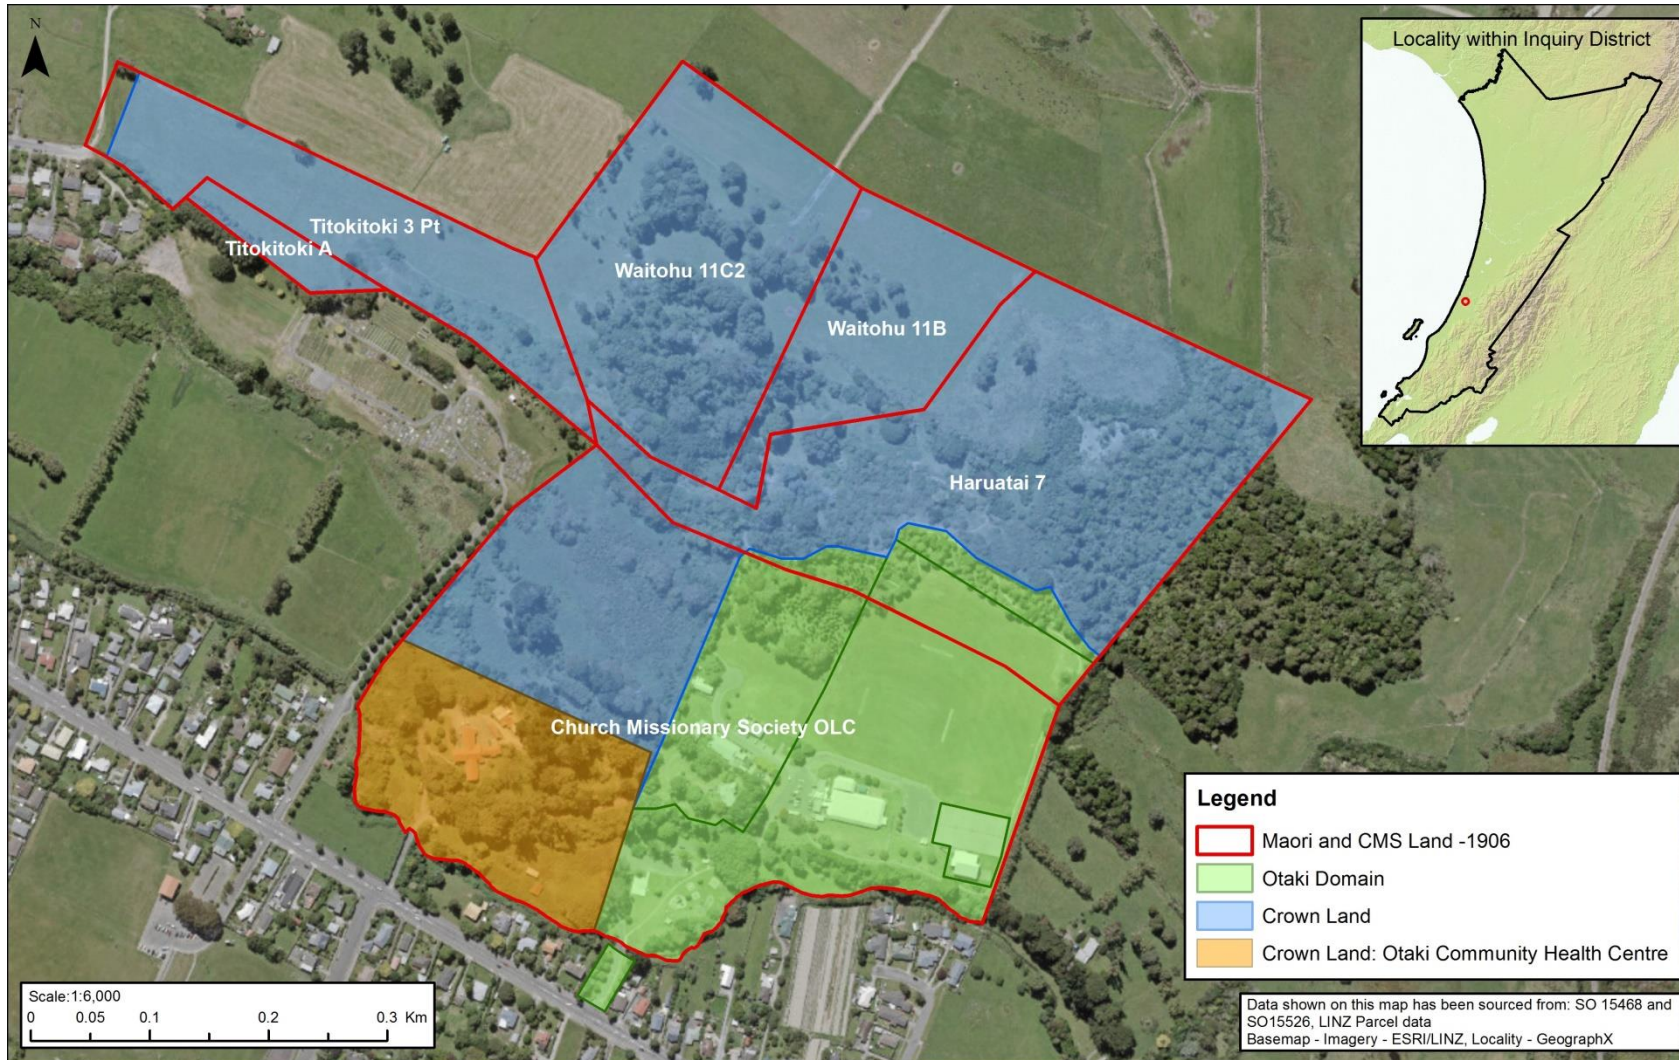 N
Locality within Inquiry District
Titokitoki 3 Pt
Titokitoki A
Waitohu 11C2
Waitohu 11B
Haruatai 7
Church Missionary Society OLC
Legend
Maori and CMS Land -1906
Otaki Domain
Crown Land
Crown Land: Otaki Community Health Centre
Scale:1:6,000
0 0.05 0.1 0.2 0.3 Km
Data shown on this map has been sourced from: SO 15468 and
SO15526, LINZ Parcel data
Basemap - Imagery - ESRI/LINZ, Locality - GeographX